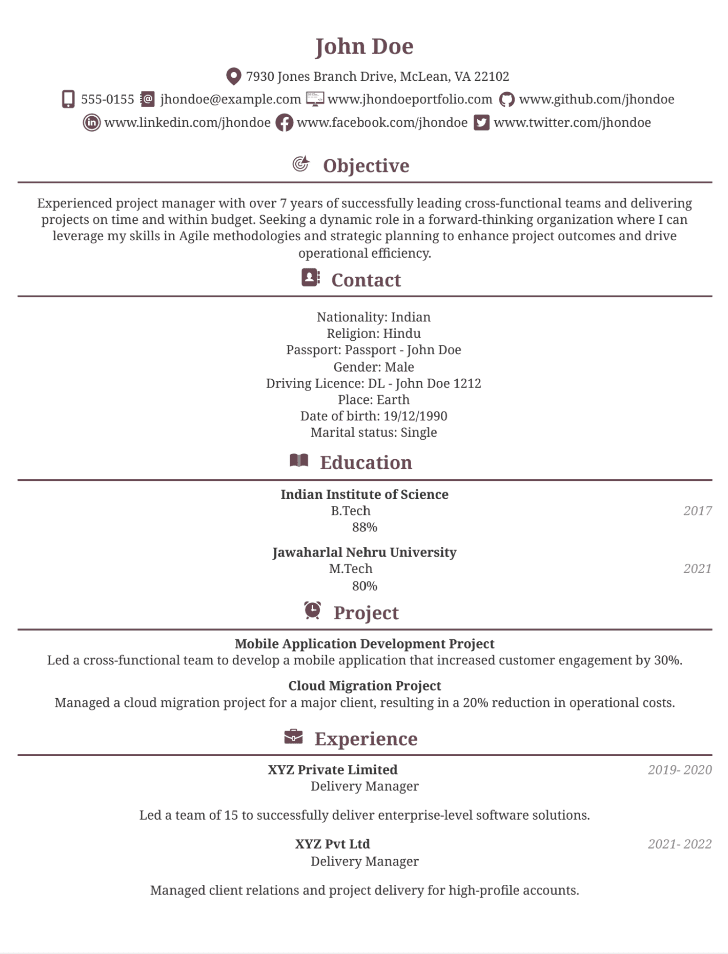 John Doe
7930 Jones Branch Drive, McLean, VA 22102
555-0155 jhondoe@example.com www.jhondoeportfolio.com www.github.com/jhondoe
www.linkedin.com/jhondoe www.facebook.com/jhondoe www.twitter.com/jhondoe
Objective
Experienced project manager with over 7 years of successfully leading cross-functional teams and delivering
projects on time and within budget. Seeking a dynamic role in a forward-thinking organization where I can
leverage my skills in Agile methodologies and strategic planning to enhance project outcomes and drive
operational efficiency.
Contact
Nationality: Indian
Religion: Hindu
Passport: Passport - John Doe
Gender: Male
Driving Licence: DL - John Doe 1212
Place: Earth
Date of birth: 19/12/1990
Marital status: Single
Education
Indian Institute of Science
B.Tech 2017
88%
Jawaharlal Nehru University
M.Tech 2021
80%
Project
Mobile Application Development Project
Led a cross-functional team to develop a mobile application that increased customer engagement by 30%.
Cloud Migration Project
Managed a cloud migration project for a major client, resulting in a 20% reduction in operational costs.
Experience
XYZ Private Limited 2019- 2020
Delivery Manager
Led a team of 15 to successfully deliver enterprise-level software solutions.
XYZ Pvt Ltd 2021- 2022
Delivery Manager
Managed client relations and project delivery for high-profile accounts.